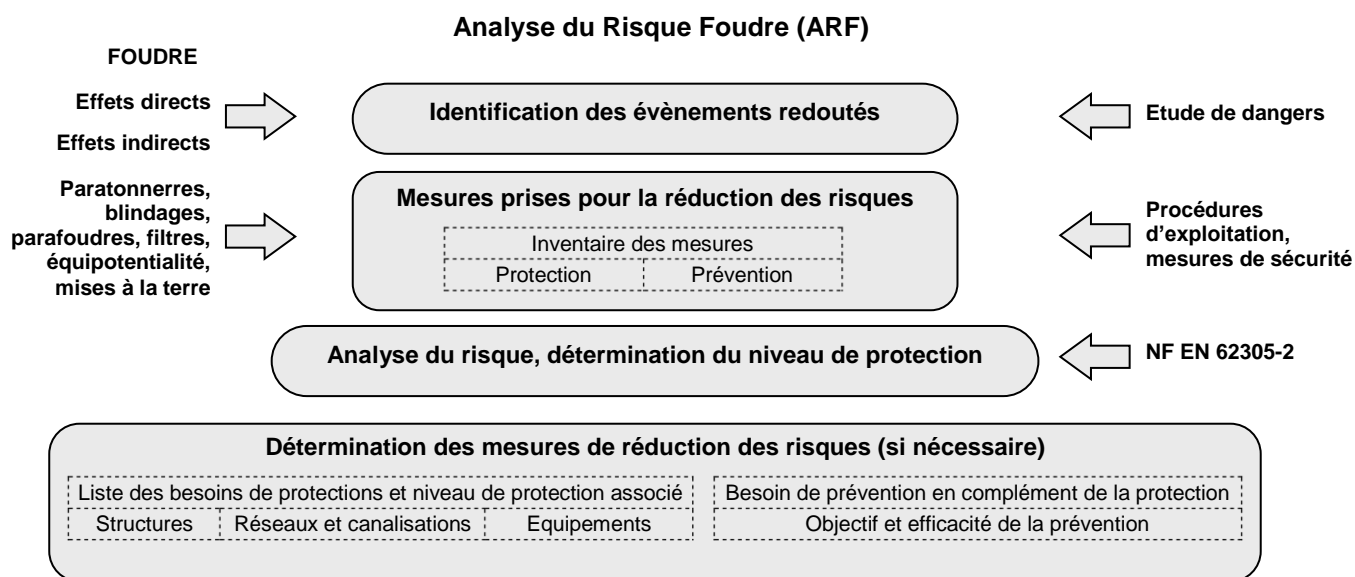 Analyse du Risque Foudre (ARF)
FOUDRE
Effets directs
Effets indirects
Identification des évènements redoutés
Etude de dangers
Paratonnerres,
blindages,
parafoudres, filtres,
équipotentialité,
mises à la terre
Mesures prises pour la réduction des risques
Inventaire des mesures
Protection
Prévention
Procédures
d'exploitation,
mesures de sécurité
Analyse du risque, détermination du niveau de protection
NF EN 62305-2
Détermination des mesures de réduction des risques (si nécessaire)
Liste des besoins de protections et niveau de protection associé
Structures
Réseaux et canalisations
Equipements
Besoin de prévention en complément de la protection
Objectif et efficacité de la prévention